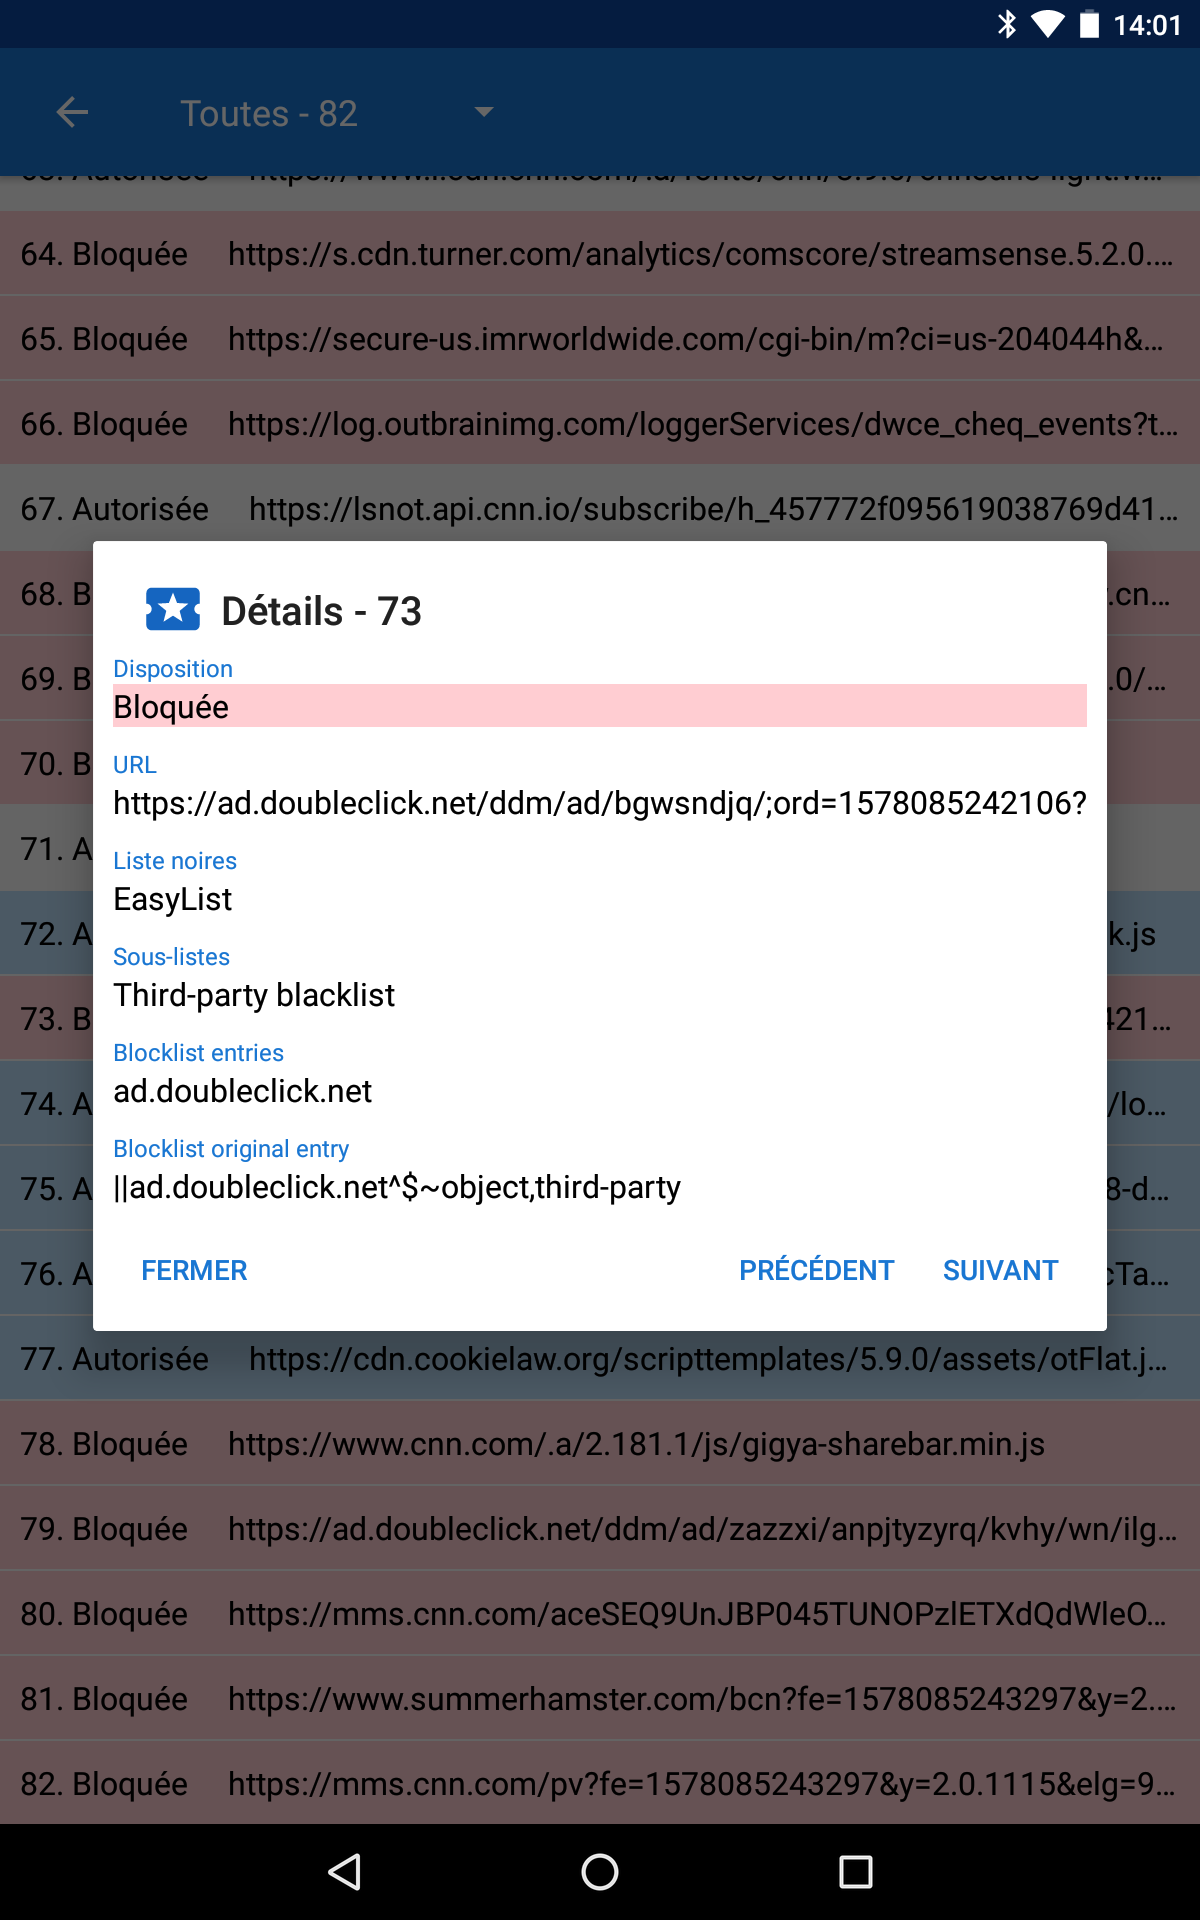 14:01
Toutes - 82
64. Bloquée https://s.cdn.turner.com/analytics/comscore/streamsense.5.2.0.…
65. Bloquée https://secure-us.imrworldwide.com/cgi-bin/m?ci=us-204044h&…
66. Bloquée https://log.outbrainimg.com/loggerServices/dwce_cheq_events?t…
67. Autorisée https://lsnot.api.cnn.io/subscribe/h_457772f095619038769d41…
68. B .cn…
69. B .0/…
70. B
71. A
72. A k.js
73. B 421…
74. A /lo…
75. A 8-d…
76. A cTa…
Détails - 73
Disposition
Bloquée
URL
https://ad.doubleclick.net/ddm/ad/bgwsndjq/;ord=1578085242106?
Liste noires
EasyList
Sous-listes
Third-party blacklist
Blocklist entries
ad.doubleclick.net
Blocklist original entry
||ad.doubleclick.net^$~object,third-party
FERMER PRÉCÉDENT SUIVANT
77. Autorisée https://cdn.cookielaw.org/scripttemplates/5.9.0/assets/otFlat.j…
78. Bloquée https://www.cnn.com/.a/2.181.1/js/gigya-sharebar.min.js
79. Bloquée https://ad.doubleclick.net/ddm/ad/zazzxi/anpjtyzyrq/kvhy/wn/ilg…
80. Bloquée https://mms.cnn.com/aceSEQ9UnJBP045TUNOPzlETXdQdWleO…
81. Bloquée https://www.summerhamster.com/bcn?fe=1578085243297&y=2.…
82. Bloquée https://mms.cnn.com/pv?fe=1578085243297&y=2.0.1115&elg=9…